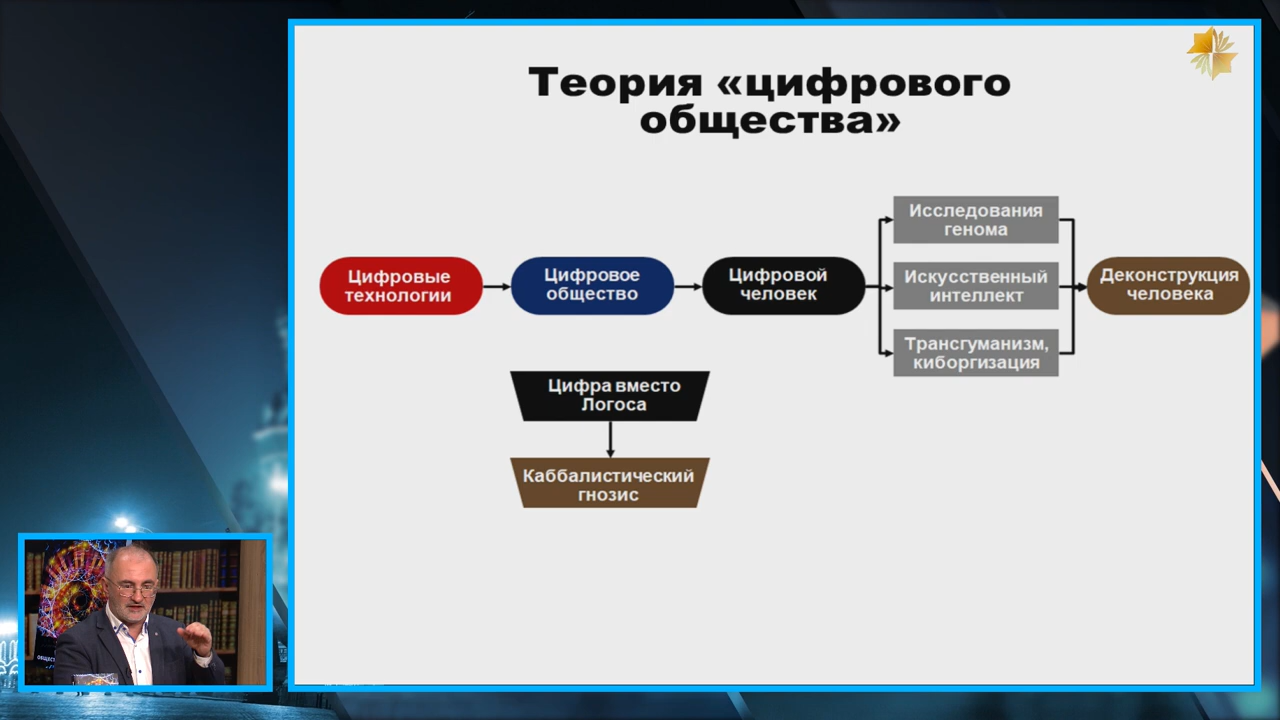 Теория «цифрового
общества»
Цифровые
технологии
Цифровое
общество
Цифровой
человек
Исследования
генома
Искусственный
интеллект
Трансгуманизм,
киборгизация
Деконструкция
человека
Цифра вместо
Логоса
Каббалистический
гнозис